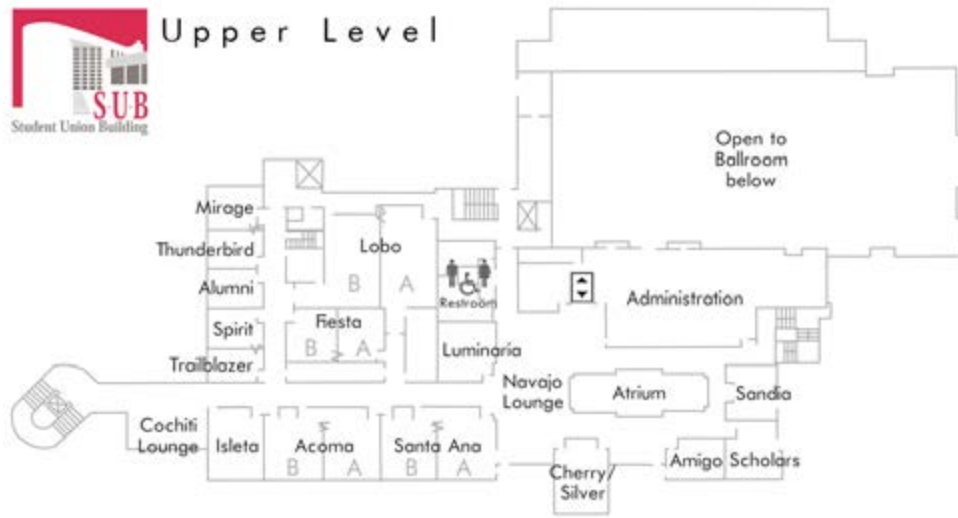 Upper Level
S·U·B
Student Union Building
Open to
Ballroom
below
Mirage
Thunderbird
Alumni
Spirit
Trailblazer
Lobo
B
A
Fiesta
B
A
Restroom
Luminaria
Administration
Navajo
Lounge
Atrium
Sandia
Cochiti
Lounge
Isleta
Acoma
B
A
Santa Ana
B
A
Cherry/
Silver
Amigo
Scholars